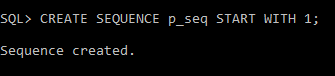 SQL> CREATE SEQUENCE p_seq START WITH 1;
Sequence created.